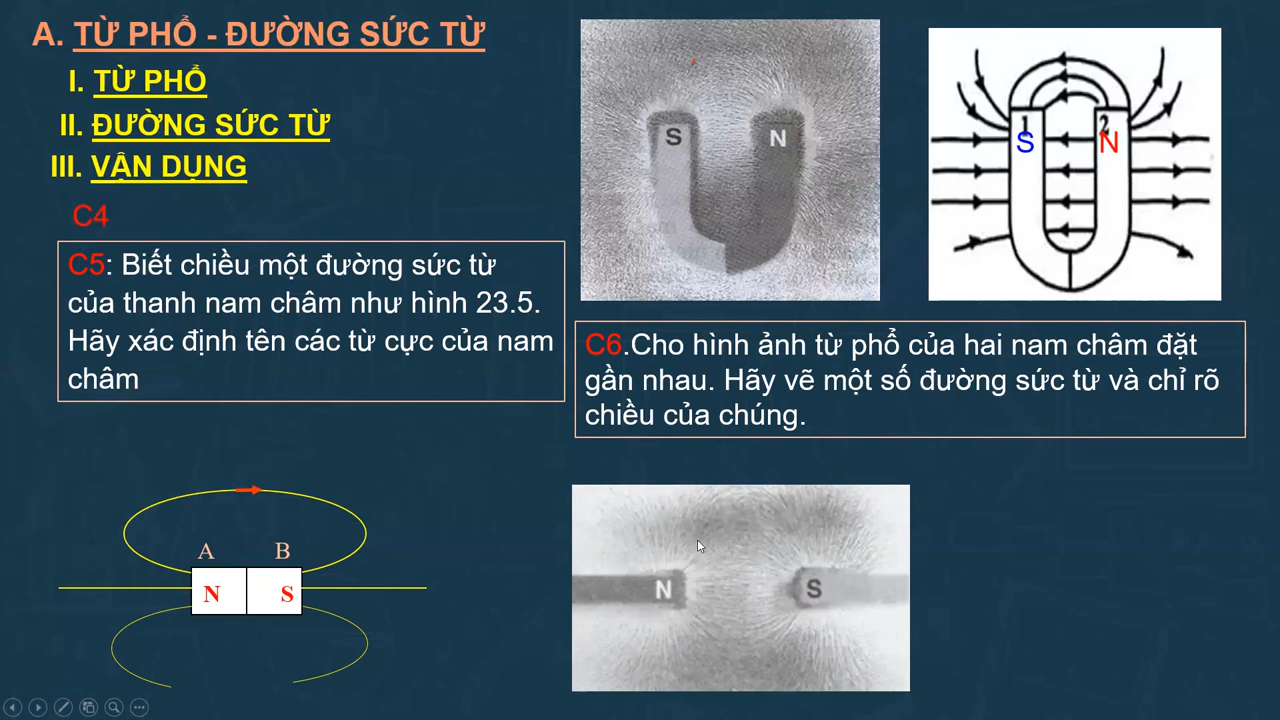 A. TỪ PHỔ - ĐƯỜNG SỨC TỪ
I. TỪ PHỔ
II. ĐƯỜNG SỨC TỪ
III. VẬN DỤNG
C4
C5: Biết chiều một đường sức từ
của thanh nam châm như hình 23.5.
Hãy xác định tên các từ cực của nam
châm
A B
N S
S N
1 2
S N
C6.Cho hình ảnh từ phổ của hai nam châm đặt
gần nhau. Hãy vẽ một số đường sức từ và chỉ rõ
chiều của chúng.
N S